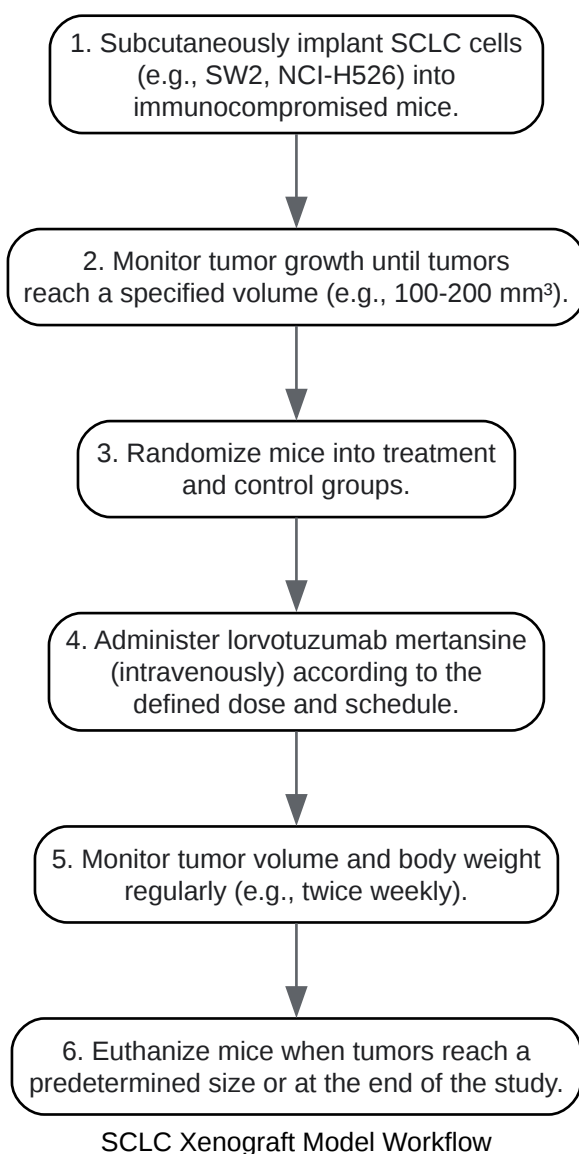 1. Subcutaneously implant SCLC cells
(e.g., SW2, NCI-H526) into
immunocompromised mice.
2. Monitor tumor growth until tumors
reach a specified volume (e.g., 100-200 mm³).
3. Randomize mice into treatment
and control groups.
4. Administer lorvotuzumab mertansine
(intravenously) according to the
defined dose and schedule.
5. Monitor tumor volume and body weight
regularly (e.g., twice weekly).
6. Euthanize mice when tumors reach a
predetermined size or at the end of the study.
SCLC Xenograft Model Workflow